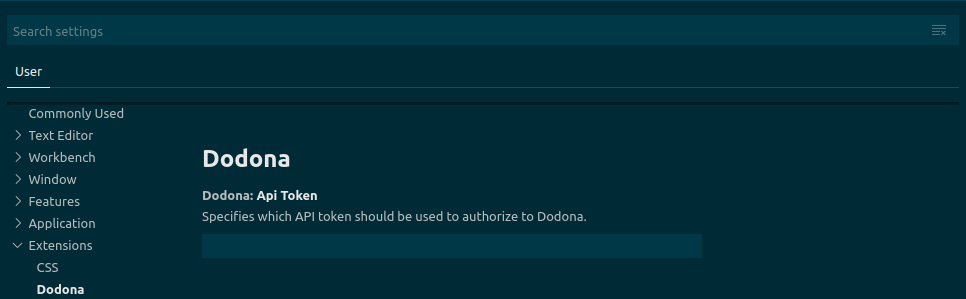 Search settings
User
Commonly Used
Text Editor
Workbench
Window
Features
Application
Extensions
CSS
Dodona
Dodona
Dodona: Api Token
Specifies which API token should be used to authorize to Dodona.